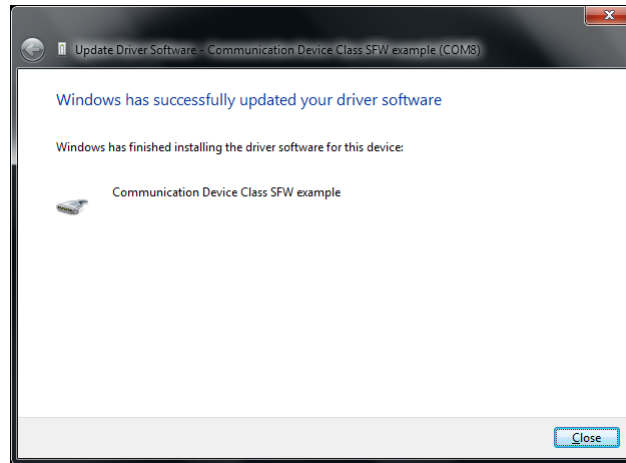 Update Driver Software - Communication Device Class SFW example (COM8)
Windows has successfully updated your driver software
Windows has finished installing the driver software for this device:
Communication Device Class SFW example
Close